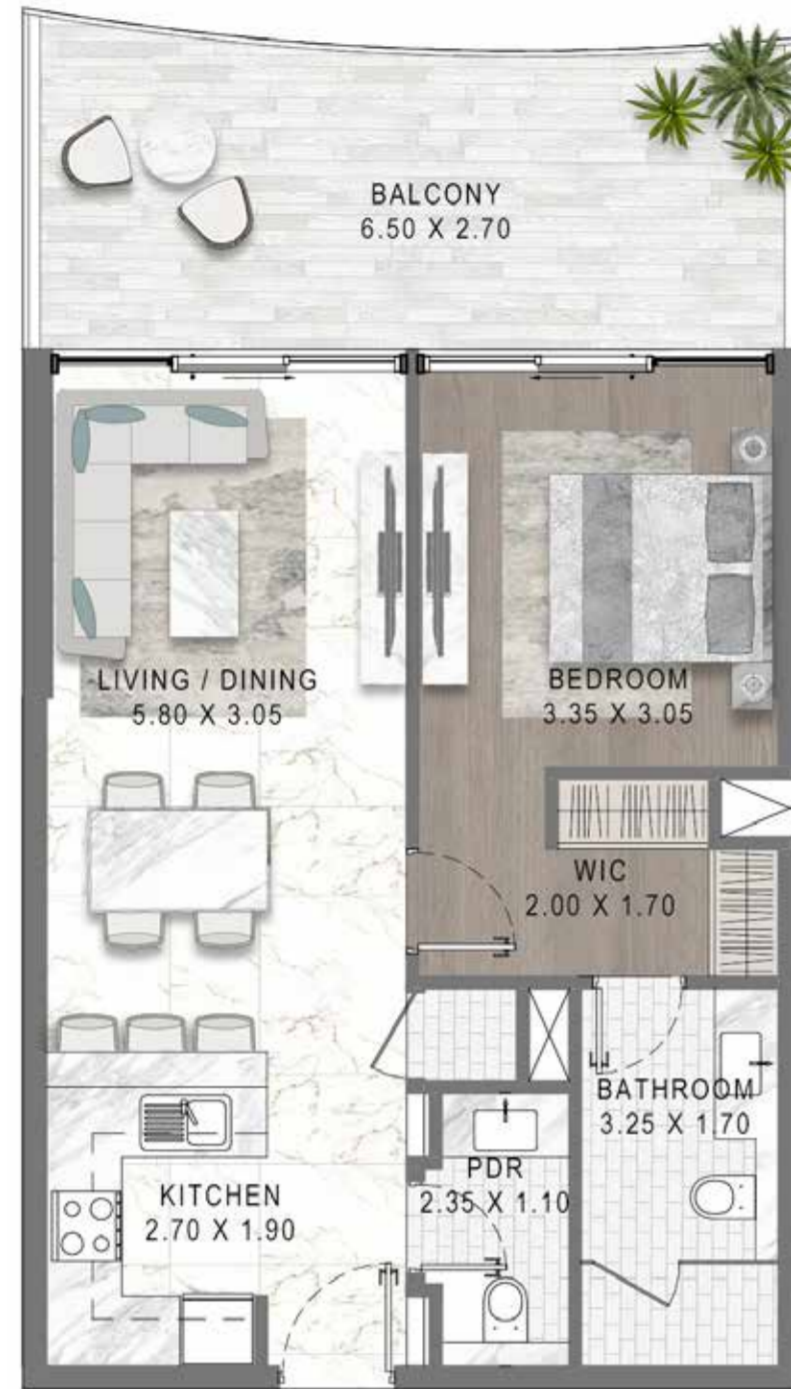 BALCONY
6.50 X 2.70
LIVING / DINING
5.80 X 3.05
BEDROOM
3.35 X 3.05
WIC
2.00 X 1.70
BATHROOM
3.25 X 1.70
PDR
2.35 X 1.10
KITCHEN
2.70 X 1.90